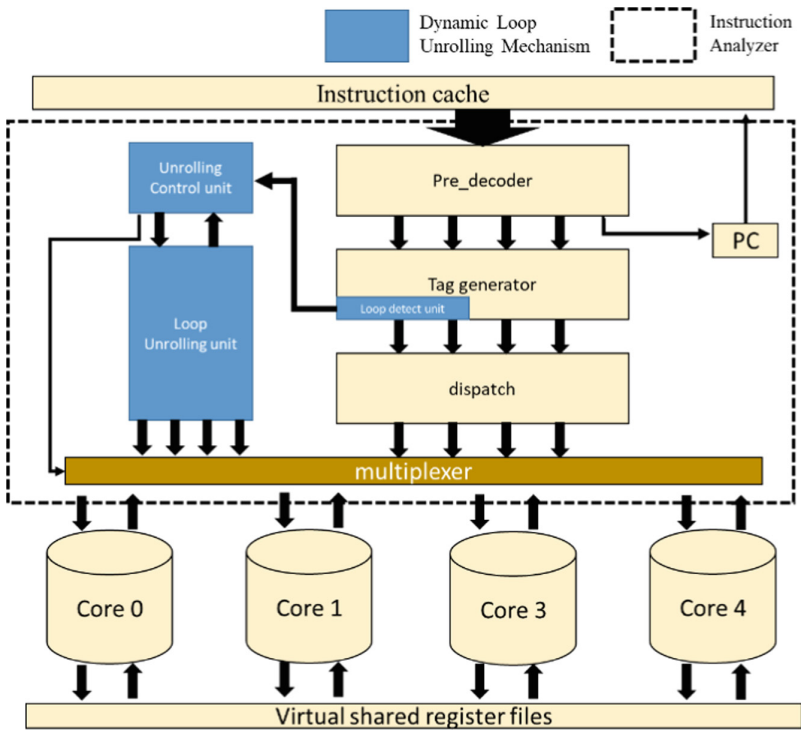 Dynamic Loop
Unrolling Mechanism
Instruction
Analyzer
Instruction cache
Unrolling
Control unit
Pre_decoder
PC
Tag generator
Loop detect unit
Loop
Unrolling unit
dispatch
multiplexer
Core 0
Core 1
Core 3
Core 4
Virtual shared register files